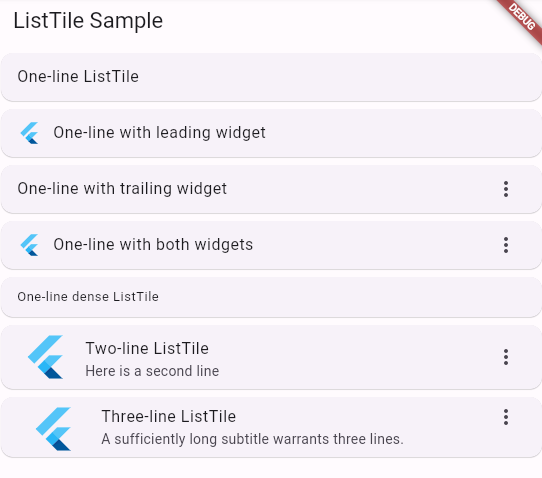 ListTile Sample
DEBUG
One-line ListTile
One-line with leading widget
One-line with trailing widget
One-line with both widgets
One-line dense ListTile
Two-line ListTile
Here is a second line
Three-line ListTile
A sufficiently long subtitle warrants three lines.